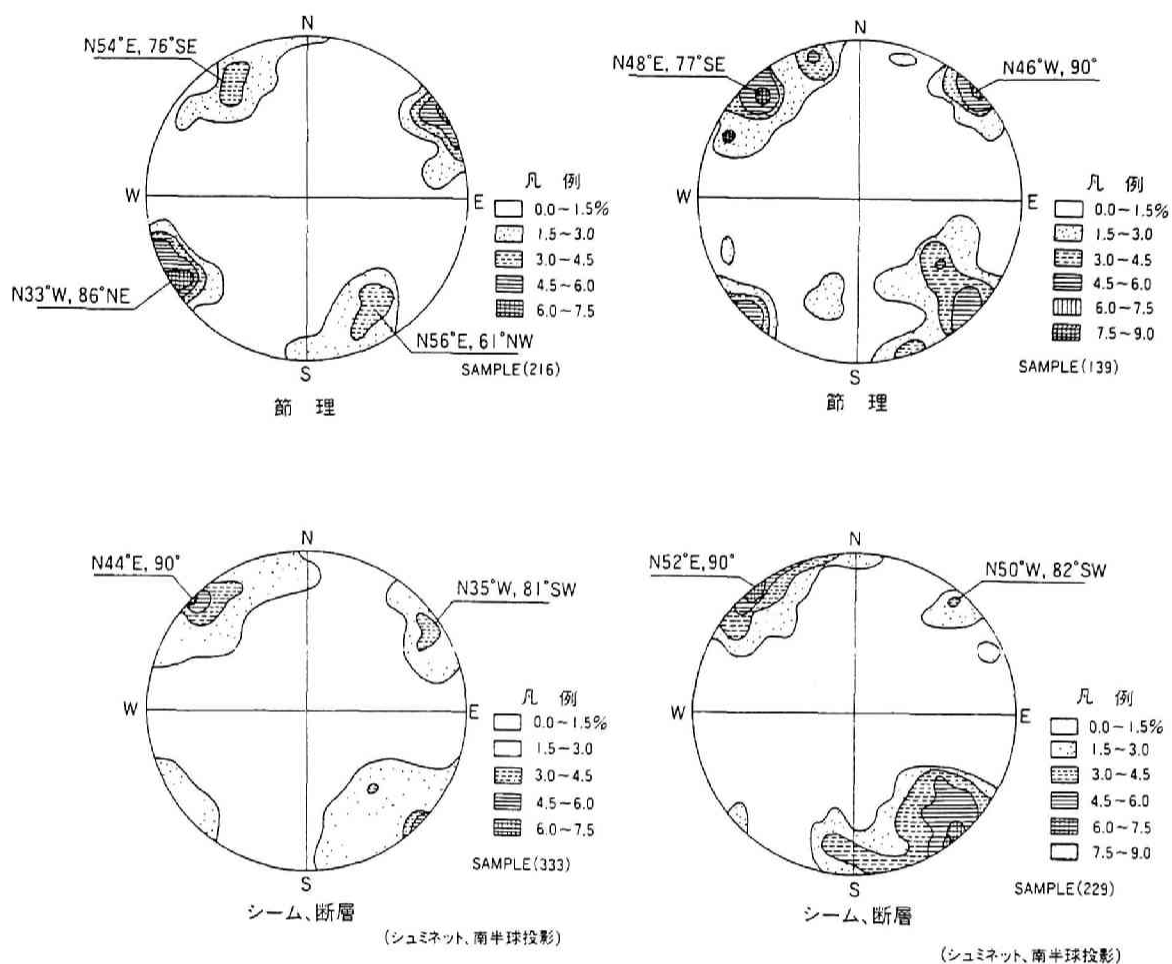 N
N54°E, 76°SE
W
E
凡 例
0.0~1.5%
1.5~3.0
3.0~4.5
4.5~6.0
6.0~7.5
N33°W, 86°NE
N56°E, 61°NW
S
SAMPLE(216)
節 理
N
N48°E, 77°SE
N46°W, 90°
W
E
凡 例
0.0~1.5%
1.5~3.0
3.0~4.5
4.5~6.0
6.0~7.5
7.5~9.0
S
SAMPLE(139)
節 理
N
N44°E, 90°
N35°W, 81°SW
W
E
凡 例
0.0~1.5%
1.5~3.0
3.0~4.5
4.5~6.0
6.0~7.5
SAMPLE(333)
S
シーム、断層
(シュミネット、南半球投影)
N
N52°E, 90°
N50°W, 82°SW
W
E
凡 例
0.0~1.5%
1.5~3.0
3.0~4.5
4.5~6.0
6.0~7.5
7.5~9.0
SAMPLE(229)
S
シーム、断層
(シュミネット、南半球投影)